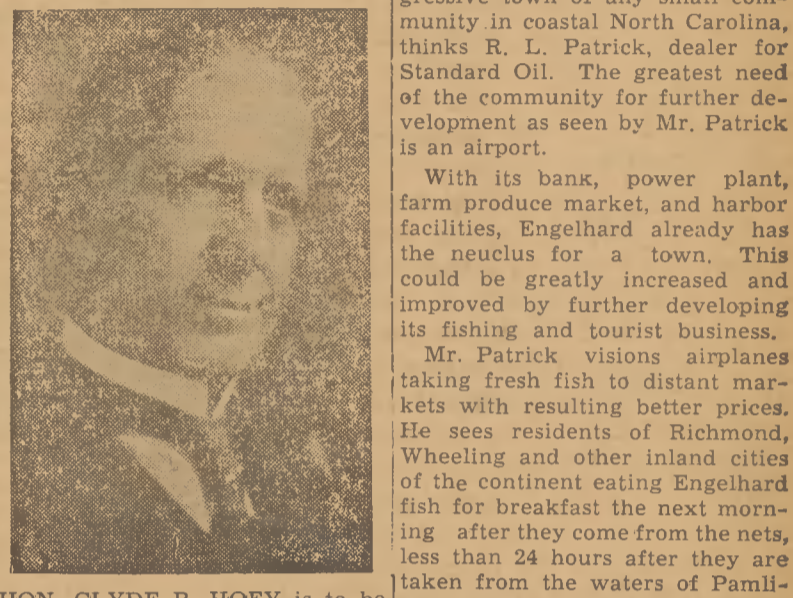 gressive town of any small com-
munity in coastal North Carolina,
thinks R. L. Patrick, dealer for
Standard Oil. The greatest need
of the community for further de-
velopment as seen by Mr. Patrick
is an airport.
With its bank, power plant,
farm produce market, and harbor
facilities, Engelhard already has
the neuclus for a town. This
could be greatly increased and
improved by further developing
its fishing and tourist business.
Mr. Patrick visions airplanes
taking fresh fish to distant mar-
kets with resulting better prices.
He sees residents of Richmond,
Wheeling and other inland cities
of the continent eating Engelhard
fish for breakfast the next morn-
ing after they come from the nets,
less than 24 hours after they are
taken from the waters of Pamli-
HON. CLYDE R. HOEY is to be